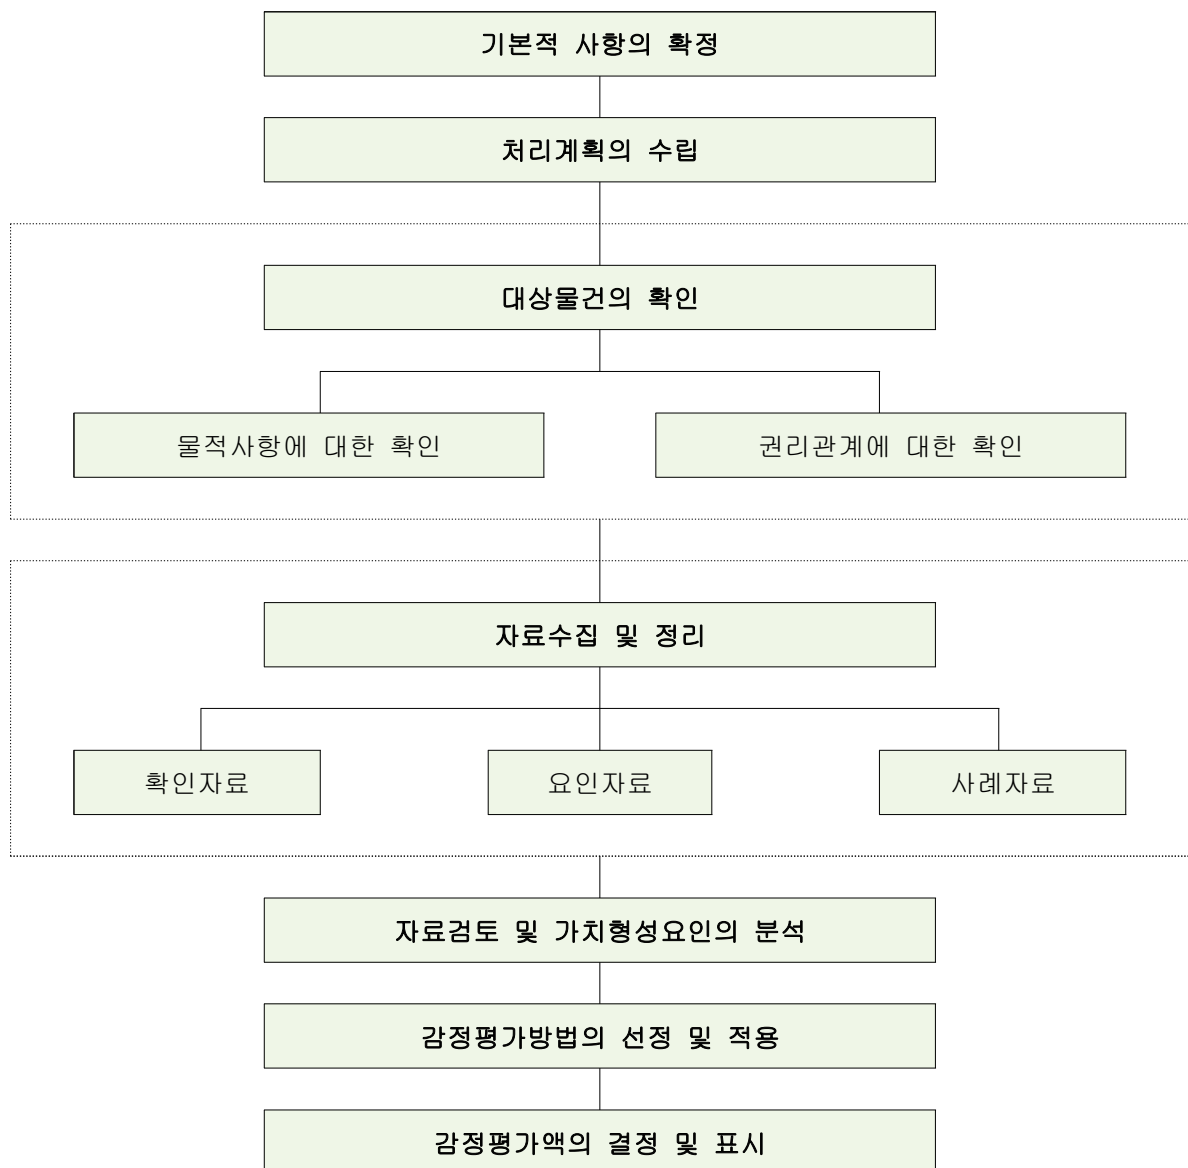 기본적 사항의 확정
처리계획의 수립
대상물건의 확인
물적사항에 대한 확인
권리관계에 대한 확인
자료수집 및 정리
확인자료
요인자료
사례자료
자료검토 및 가치형성요인의 분석
감정평가방법의 선정 및 적용
감정평가액의 결정 및 표시